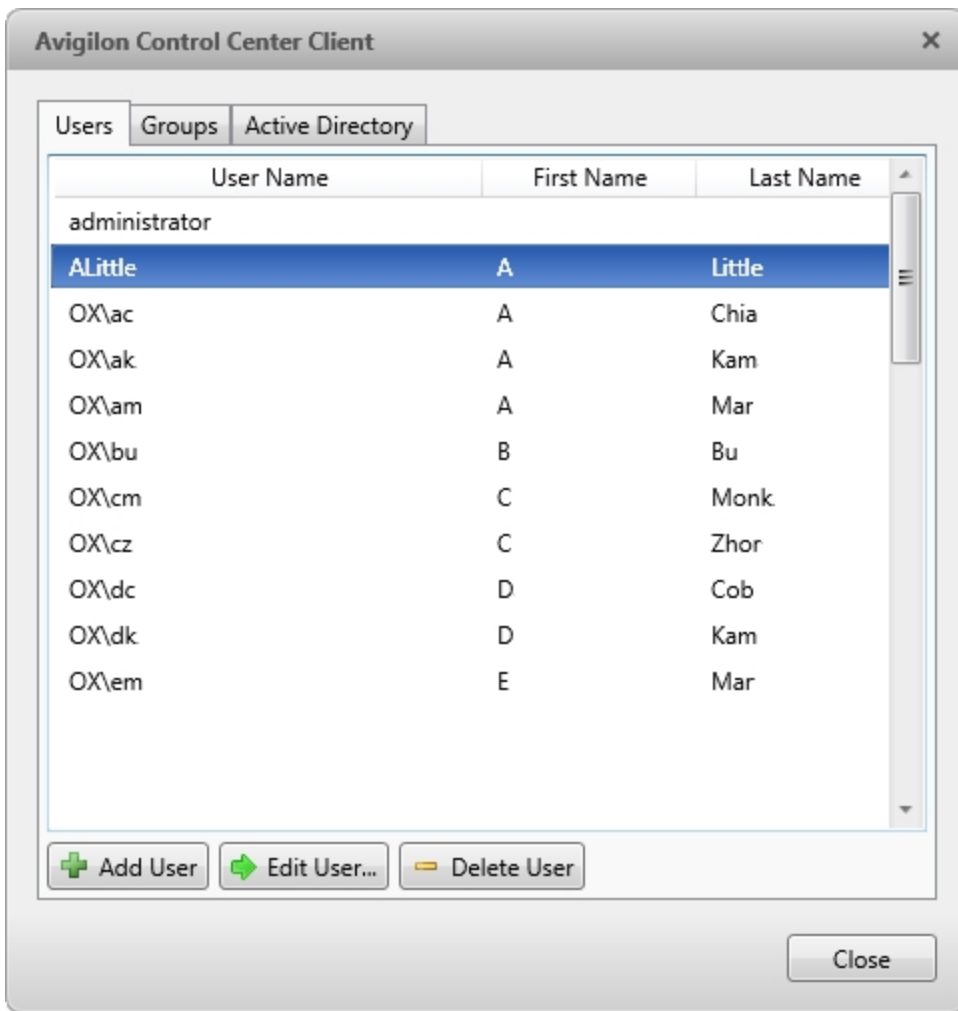 Avigilon Control Center Client
Users Groups Active Directory
User Name First Name Last Name
administrator
ALittle A Little
OX\ac A Chia
OX\ak A Kam
OX\am A Mar
OX\bu B Bu
OX\cm C Monk
OX\cz C Zhor
OX\dc D Cob
OX\dk D Kam
OX\em E Mar
Add User Edit User... Delete User
Close